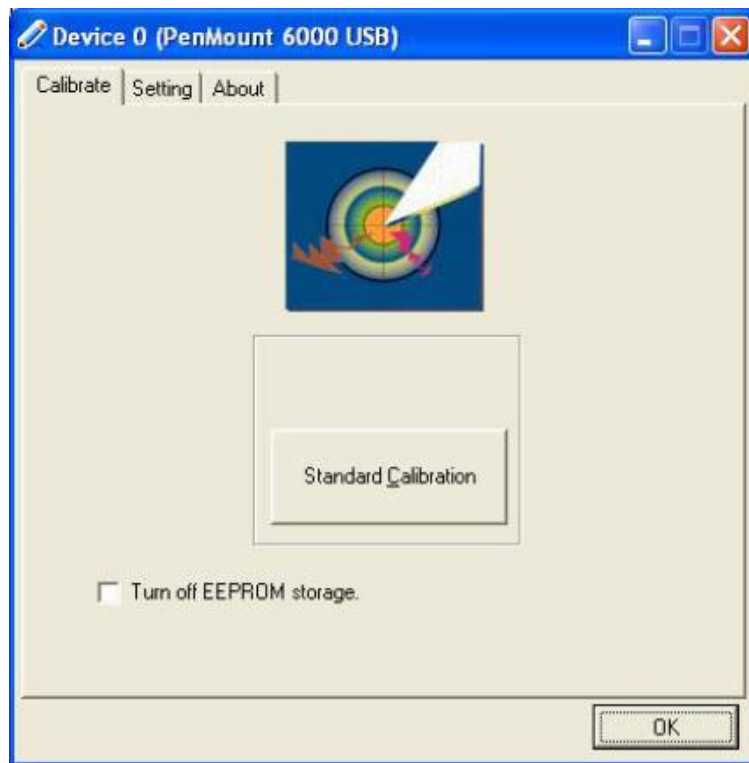 Device 0 (PenMount 6000 USB)
Calibrate Setting About
Standard Calibration
Turn off EEPROM storage.
OK